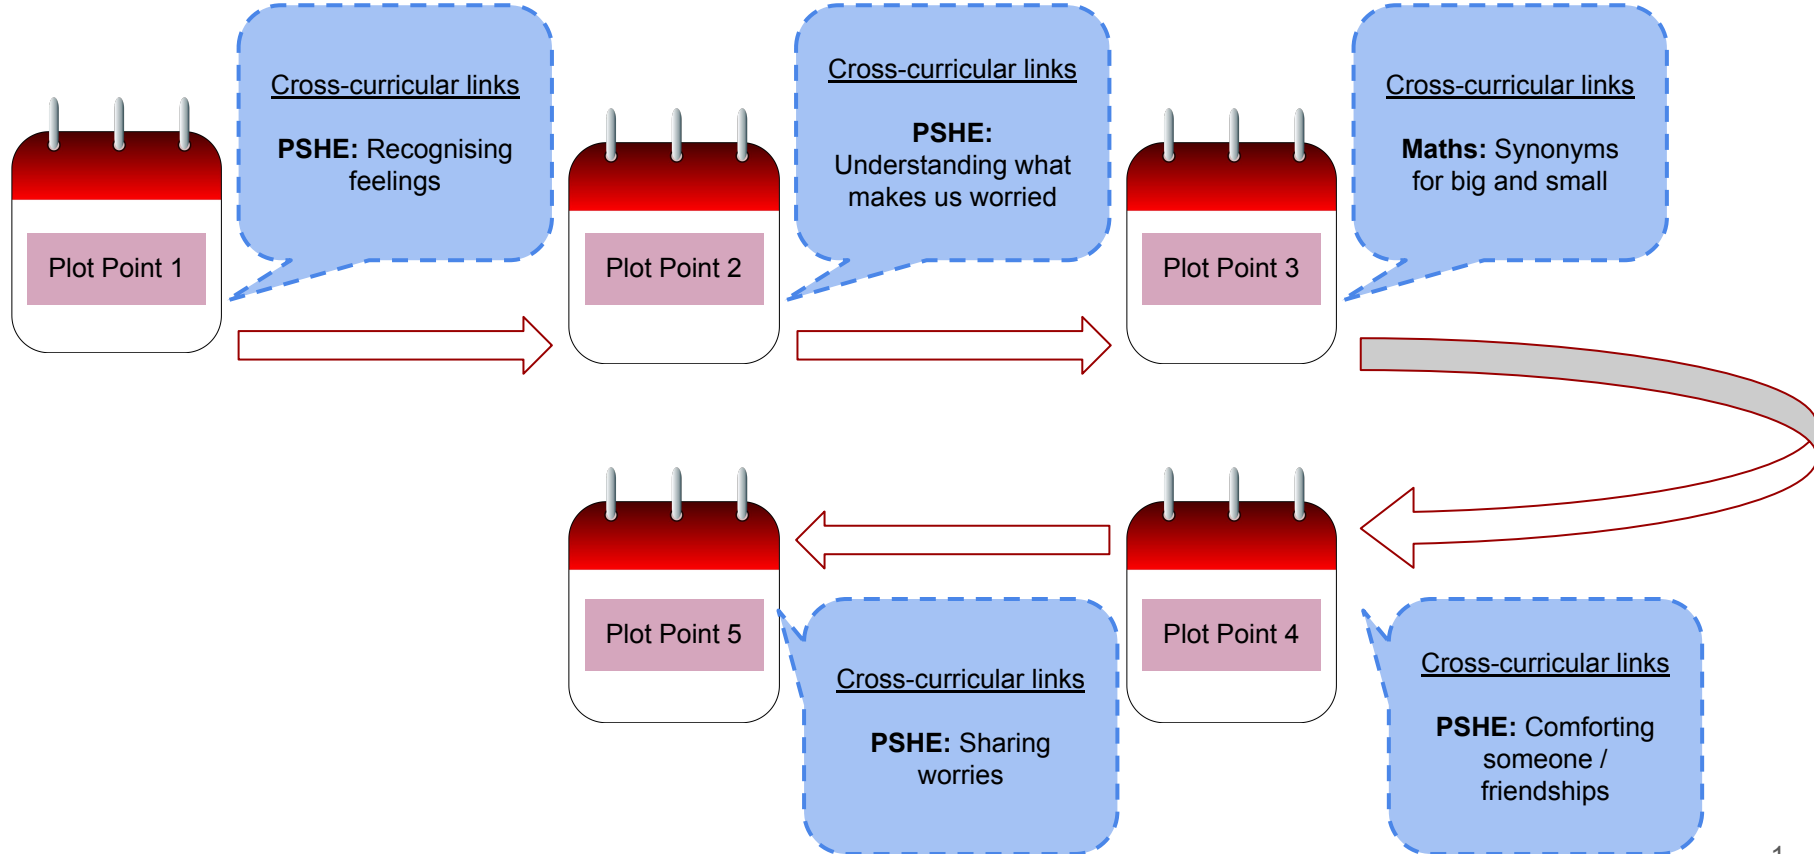 Cross-curricular links
PSHE: Recognising
feelings
Cross-curricular links
PSHE:
Understanding what
makes us worried
Cross-curricular links
Maths: Synonyms
for big and small
Plot Point 1
Plot Point 2
Plot Point 3
Plot Point 5
Plot Point 4
Cross-curricular links
PSHE: Sharing
worries
Cross-curricular links
PSHE: Comforting
someone /
friendships
1